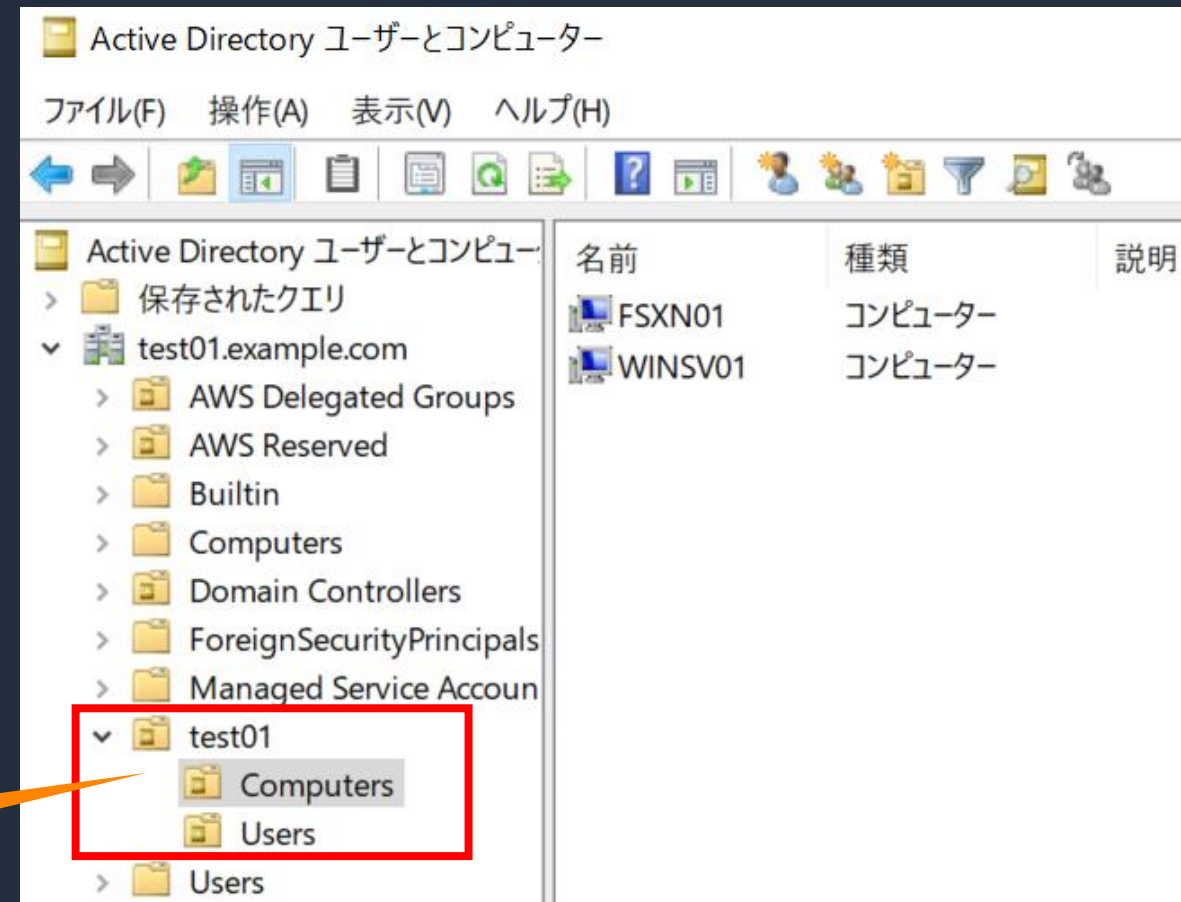 Active Directory ユーザーとコンピューター
ファイル(F) 操作(A) 表示(V) ヘルプ(H)
Active Directory ユーザーとコンピュー
保存されたクエリ
test01.example.com
AWS Delegated Groups
AWS Reserved
Builtin
Computers
Domain Controllers
ForeignSecurityPrincipals
Managed Service Accoun
test01
Computers
Users
Users
名前 種類 説明
FSXN01 コンピューター
WINSV01 コンピューター